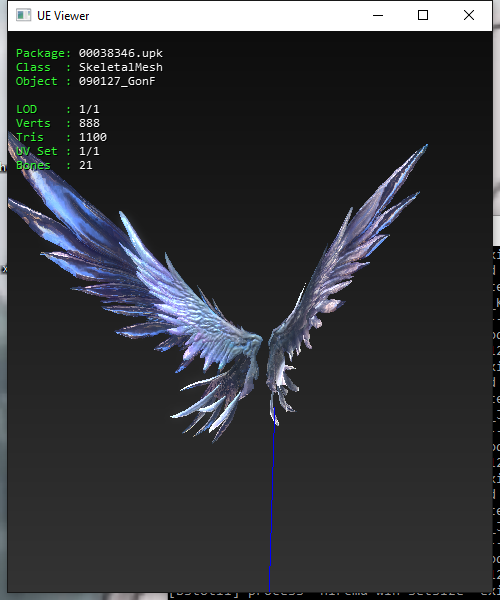 UE Viewer
Package: 00038346.upk
Class  : SkeletalMesh
Object : 090127_GonF
LOD    : 1/1
Verts  : 888
Tris   : 1100
UV Set : 1/1
Bones  : 21